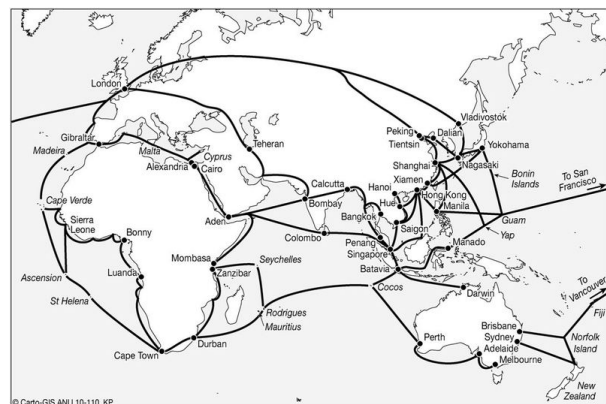 London
Vladivostok
Peking
Dalian
Tientsin
Yokohama
Gibraltar
Teheran
Madeira
Malta
Cyprus
Alexandria
Cairo
Shanghai
Nagasaki
Xiamen
Bonin
Islands
To San
Francisco
Calcutta
Hanoi
Hong Kong
Cape Verde
Bombay
Hué
Manila
Sierra
Leone
Aden
Bangkok
Guam
Bonny
Colombo
Saigon
Yap
Penang
Manado
Mombasa
Seychelles
Singapore
Luanda
Zanzibar
Batavia
Ascension
Cocos
Darwin
To
Vancouver
St Helena
Rodrigues
Fiji
Mauritius
Durban
Perth
Brisbane
Sydney
Norfolk
Island
Cape Town
Adelaide
Melbourne
New
Zealand
© Carto-GIS ANU 10-110 KP